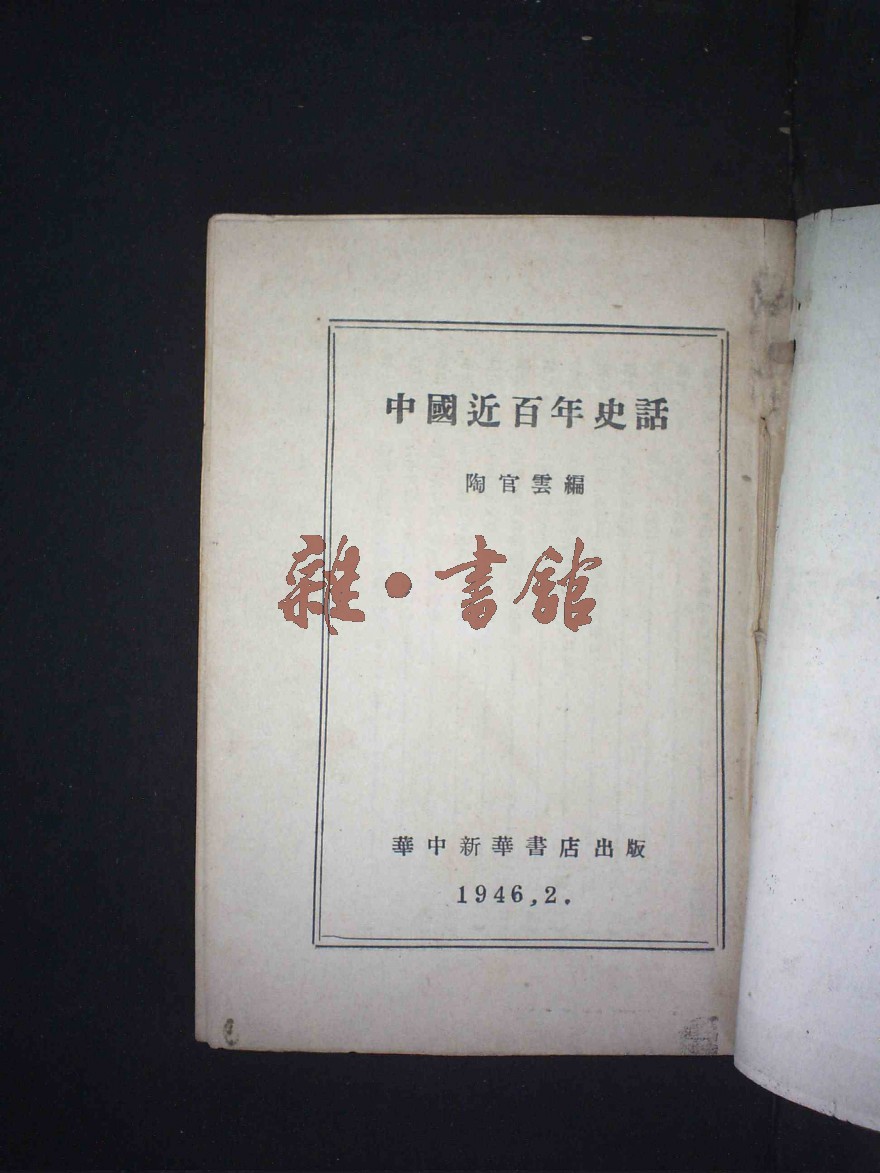 中國近百年史話
陶官雲編
雜·書館
華中新華書店出版
1946,2.